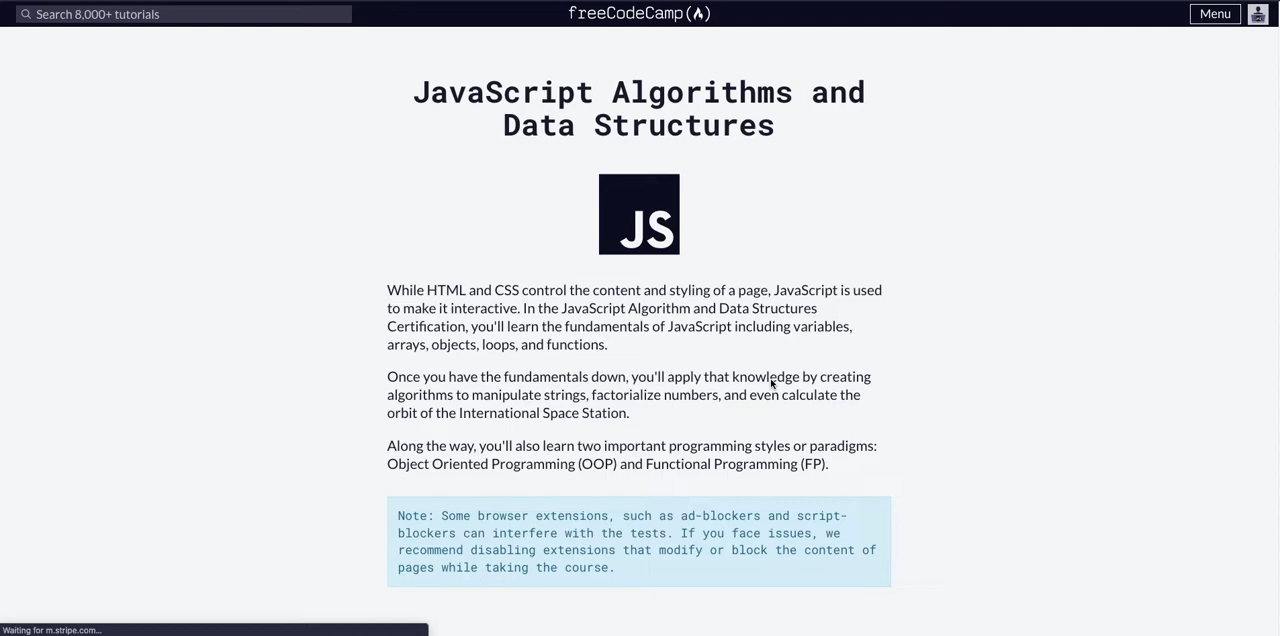 Search 8,000+ tutorials
freeCodeCamp
Menu
JavaScript Algorithms and
Data Structures
JS
While HTML and CSS control the content and styling of a page, JavaScript is used
to make it interactive. In the JavaScript Algorithm and Data Structures
Certification, you'll learn the fundamentals of JavaScript including variables,
arrays, objects, loops, and functions.
Once you have the fundamentals down, you'll apply that knowledge by creating
algorithms to manipulate strings, factorialize numbers, and even calculate the
orbit of the International Space Station.
Along the way, you'll also learn two important programming styles or paradigms:
Object Oriented Programming (OOP) and Functional Programming (FP).
Note: Some browser extensions, such as ad-blockers and script-
blockers can interfere with the tests. If you face issues, we
recommend disabling extensions that modify or block the content of
pages while taking the course.
Waiting for m.stripe.com...